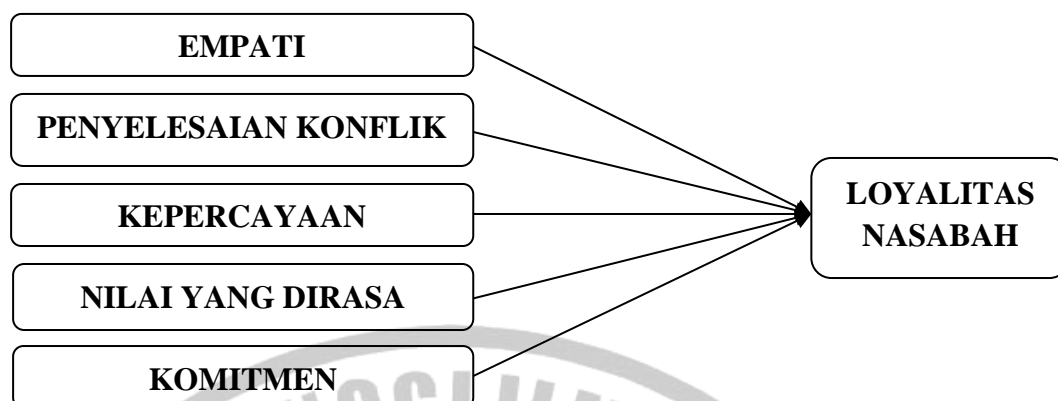 EMPATI
PENYELESAIAN KONFLIK
KEPERCAYAAN
NILAI YANG DIRASA
KOMITMEN
LOYALITAS
NASABAH